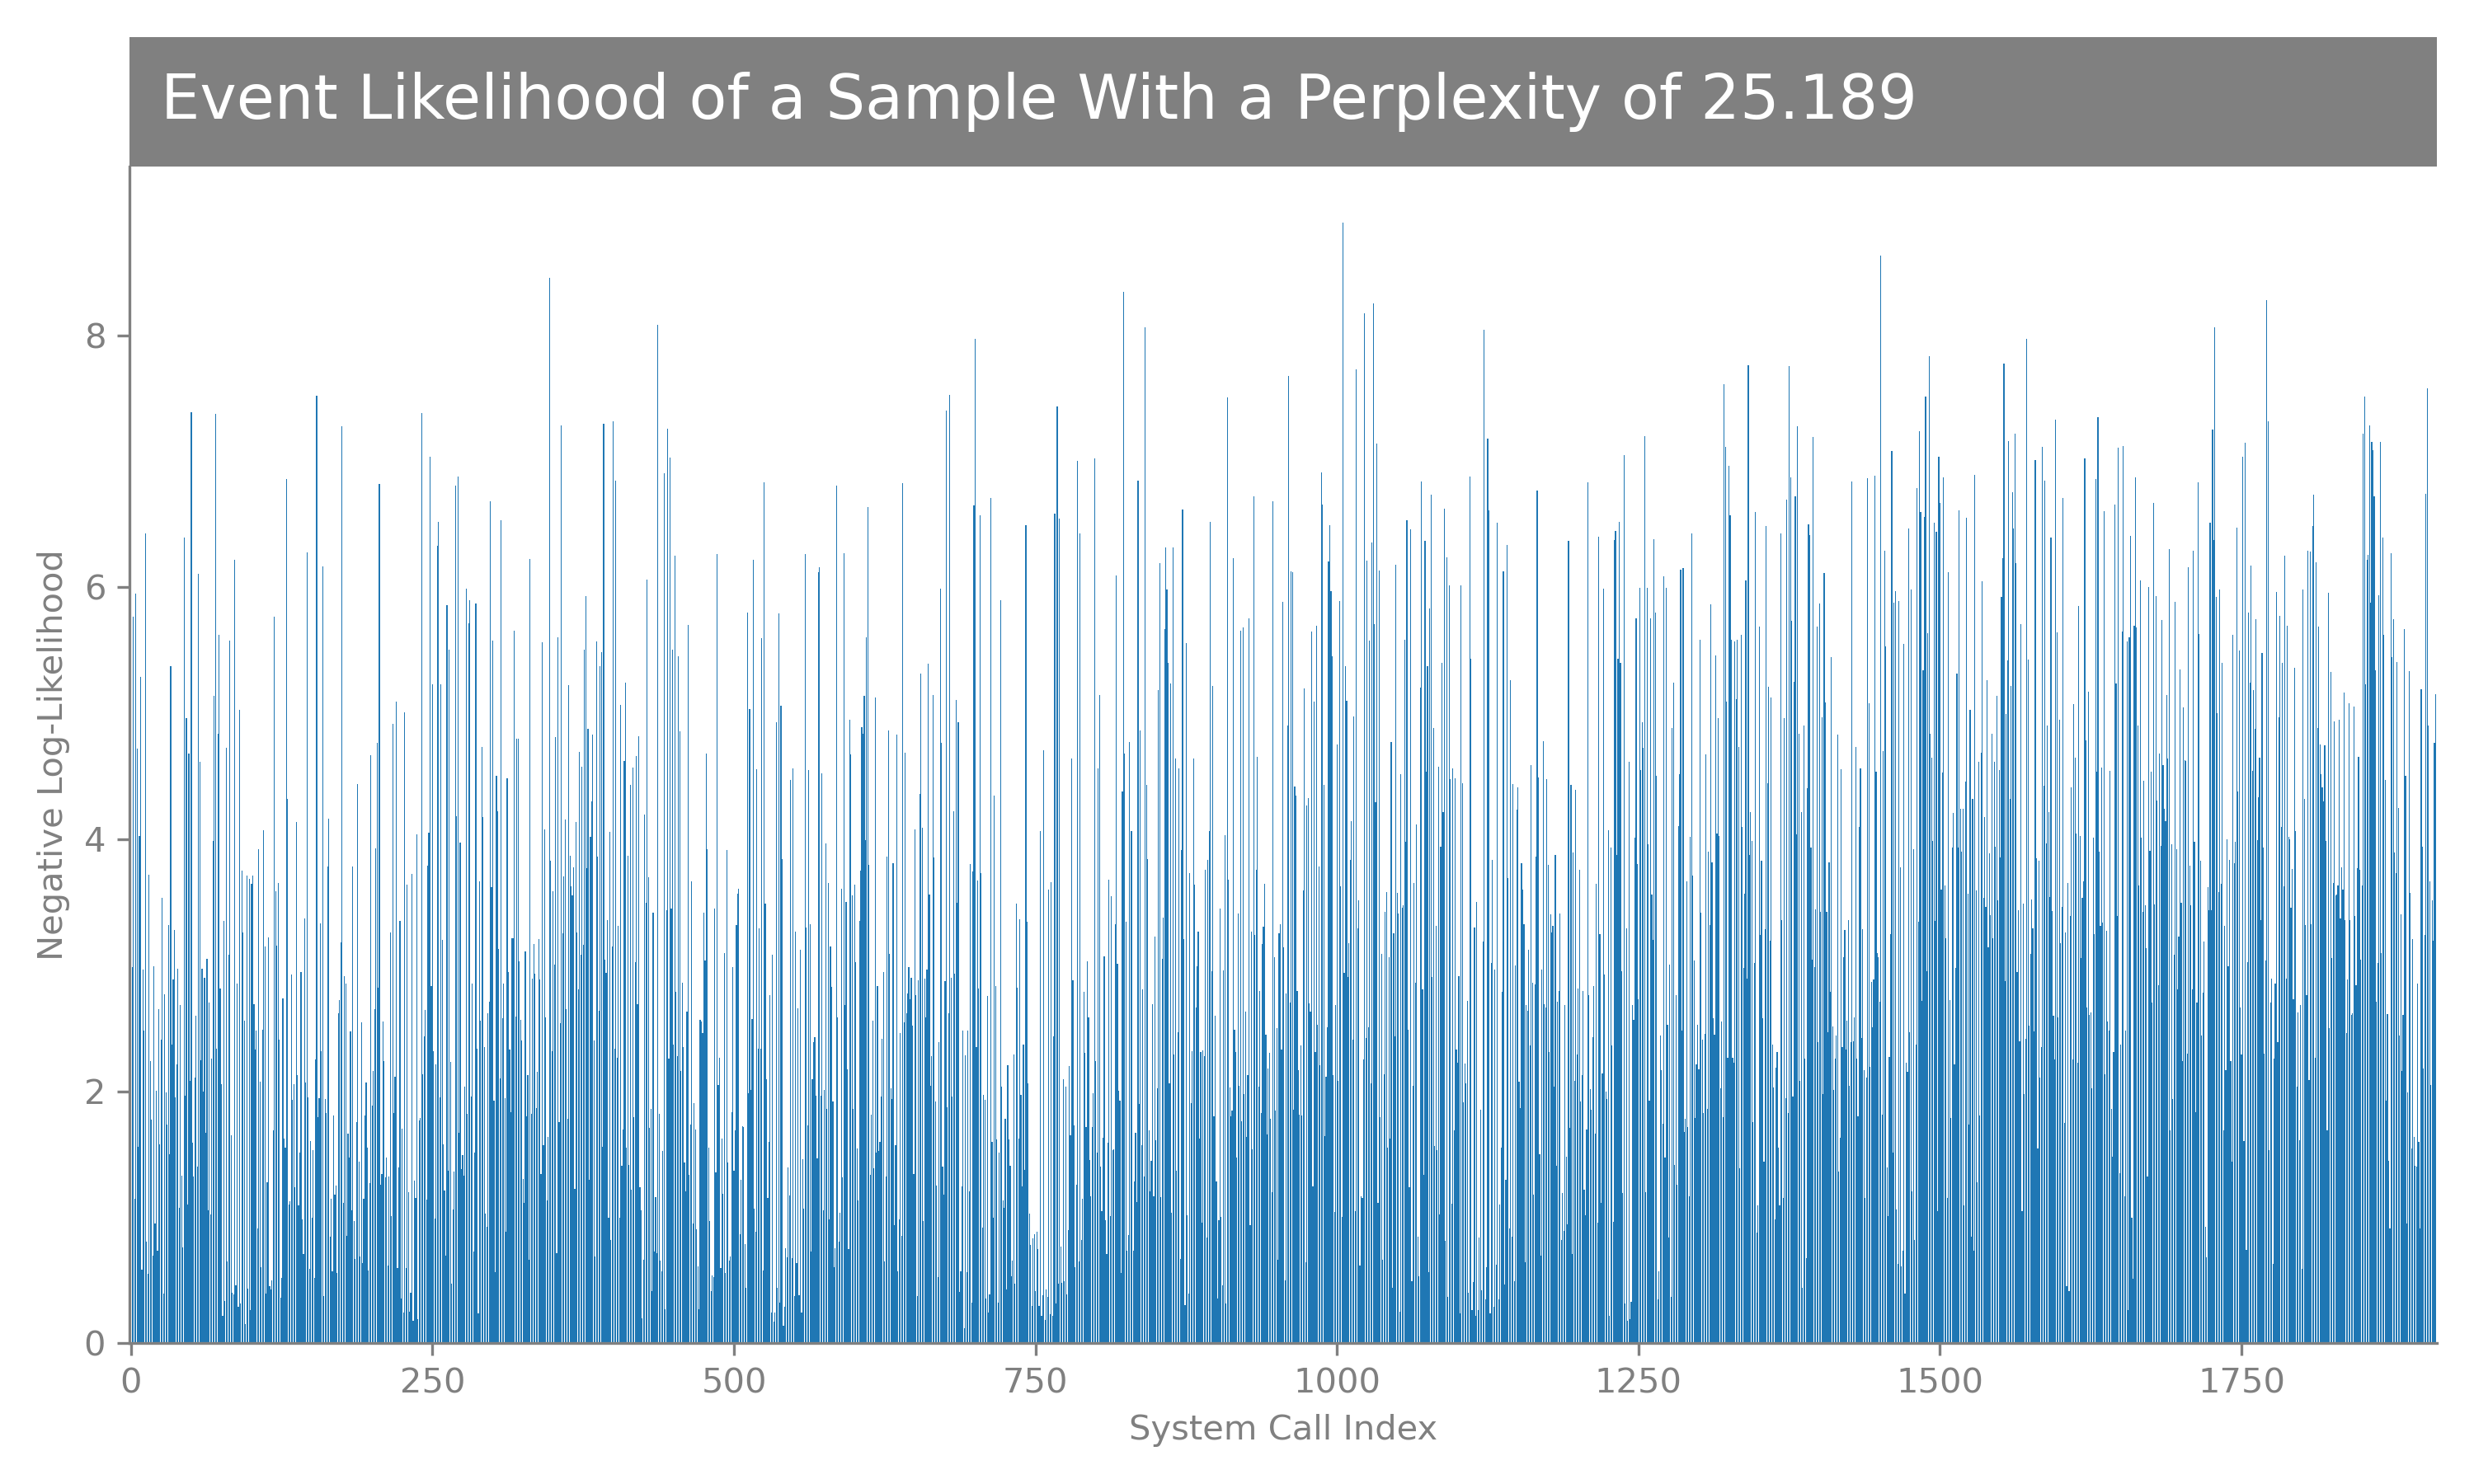 Event Likelihood of a Sample With a Perplexity of 25.189
8
6
4
2
0
Negative Log-Likelihood
0 250 500 750 1000 1250 1500 1750
System Call Index